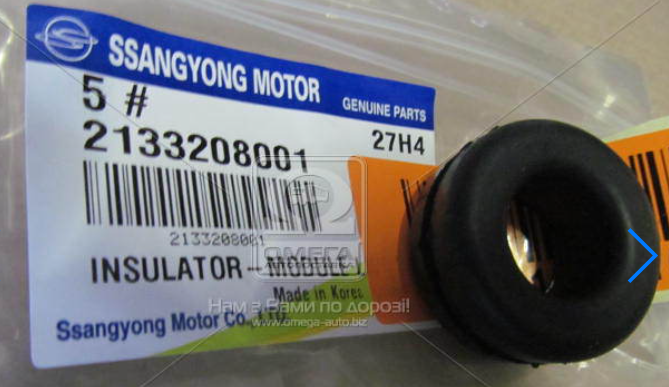 SSANGYONG MOTOR
GENUINE PARTS
5 #
2133208001
27H4
2133208001
INSULATOR-MODULE
OMEGA
Made in Korea
Нам з Вами по дорозі!
Ssangyong Motor Co.,
www.omega-auto.biz